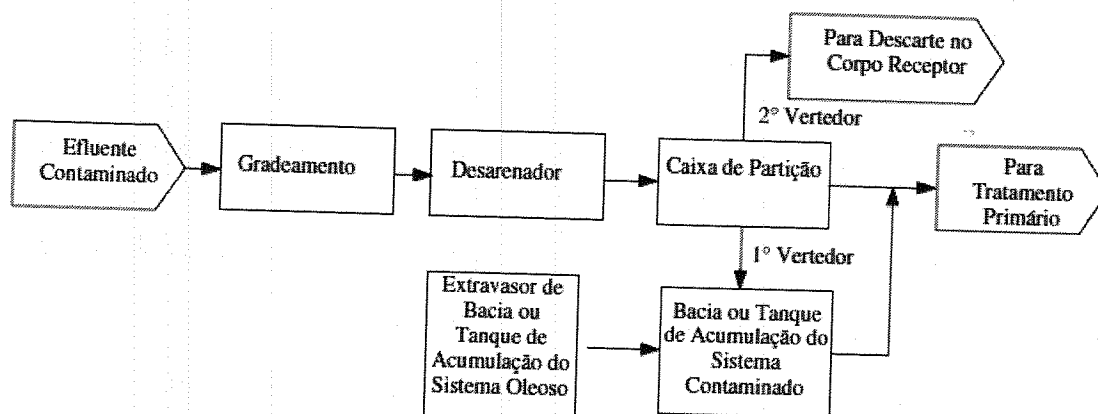 Para Descarte no
Corpo Receptor
2° Vertedor
Efluente
Contaminado
Gradeamento
Desarenador
Caixa de Partição
Para
Tratamento
Primário
1° Vertedor
Extravasor de
Bacia ou
Tanque de
Acumulação do
Sistema Oleoso
Bacia ou Tanque
de Acumulação do
Sistema
Contaminado